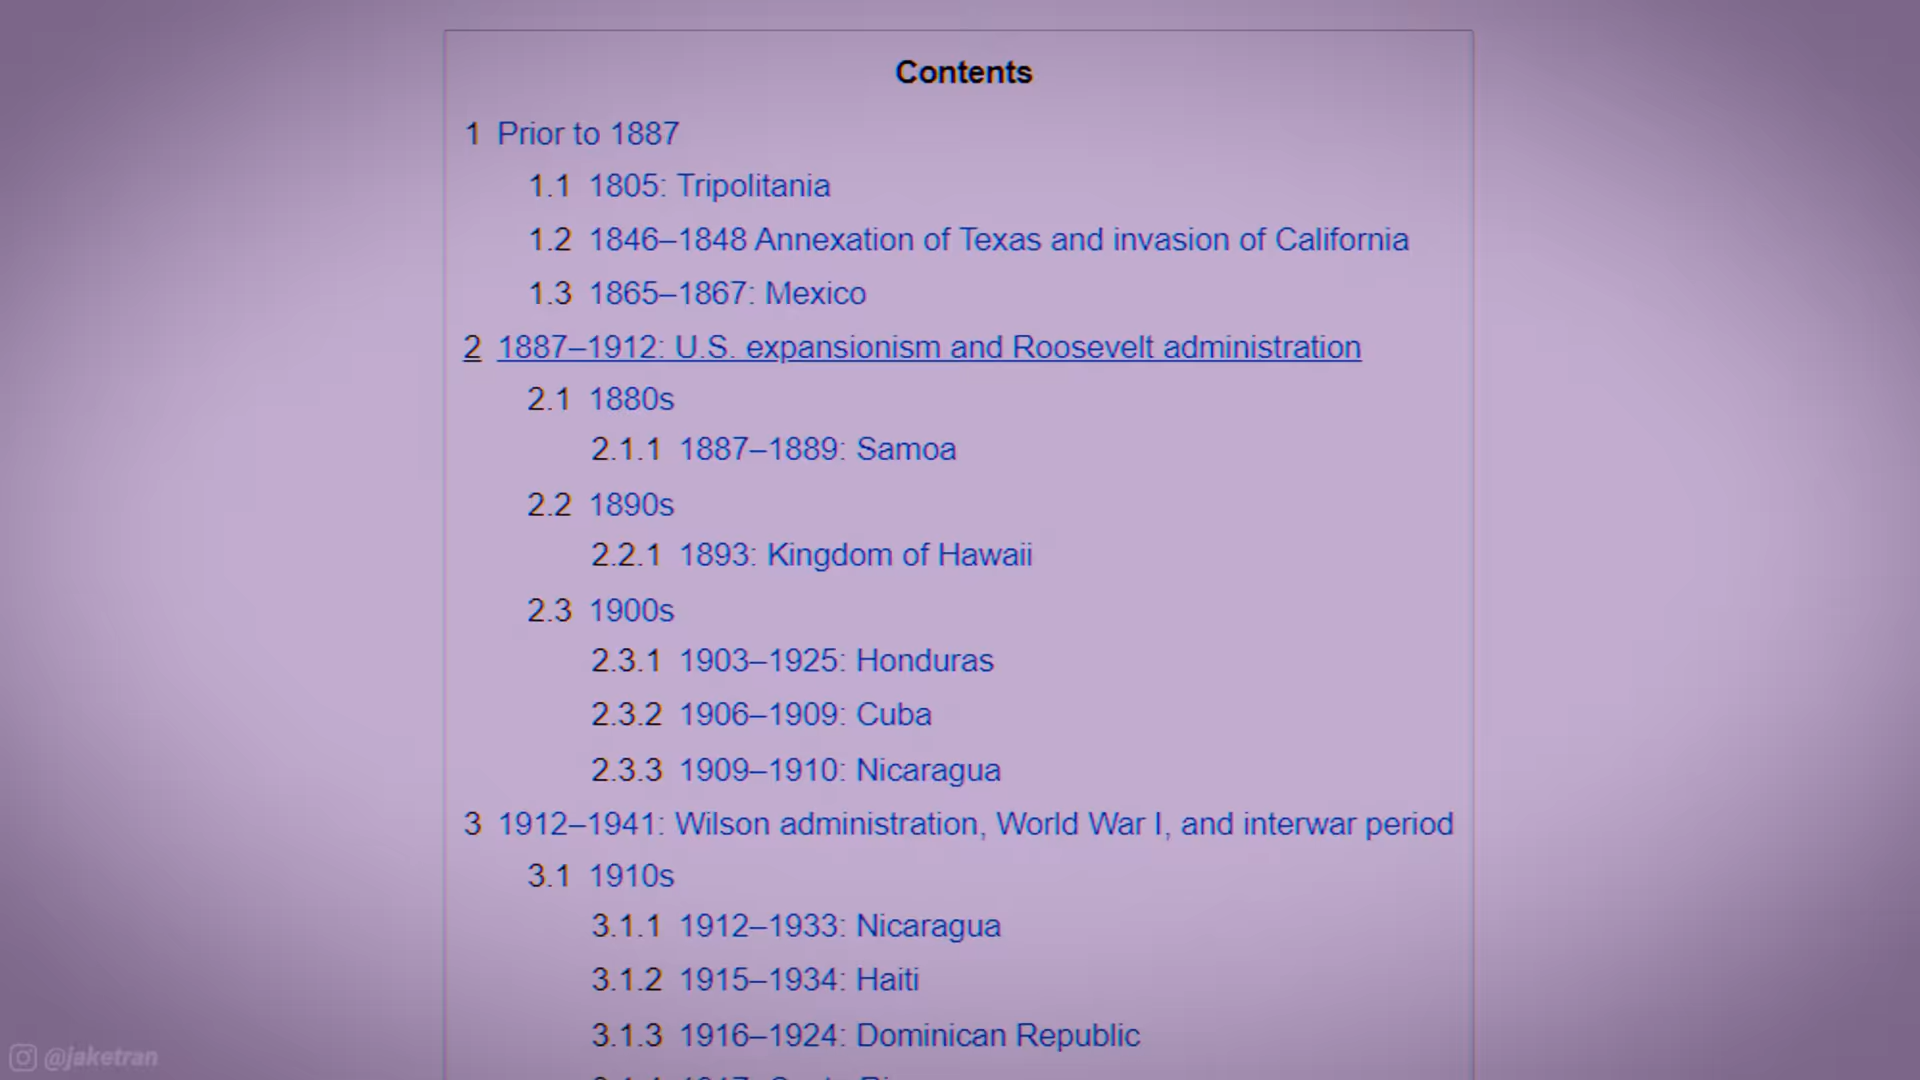 Contents
1 Prior to 1887
1.1 1805: Tripolitania
1.2 1846–1848 Annexation of Texas and invasion of California
1.3 1865–1867: Mexico
2 1887–1912: U.S. expansionism and Roosevelt administration
2.1 1880s
2.1.1 1887–1889: Samoa
2.2 1890s
2.2.1 1893: Kingdom of Hawaii
2.3 1900s
2.3.1 1903–1925: Honduras
2.3.2 1906–1909: Cuba
2.3.3 1909–1910: Nicaragua
3 1912–1941: Wilson administration, World War I, and interwar period
3.1 1910s
3.1.1 1912–1933: Nicaragua
3.1.2 1915–1934: Haiti
3.1.3 1916–1924: Dominican Republic
@jaketran